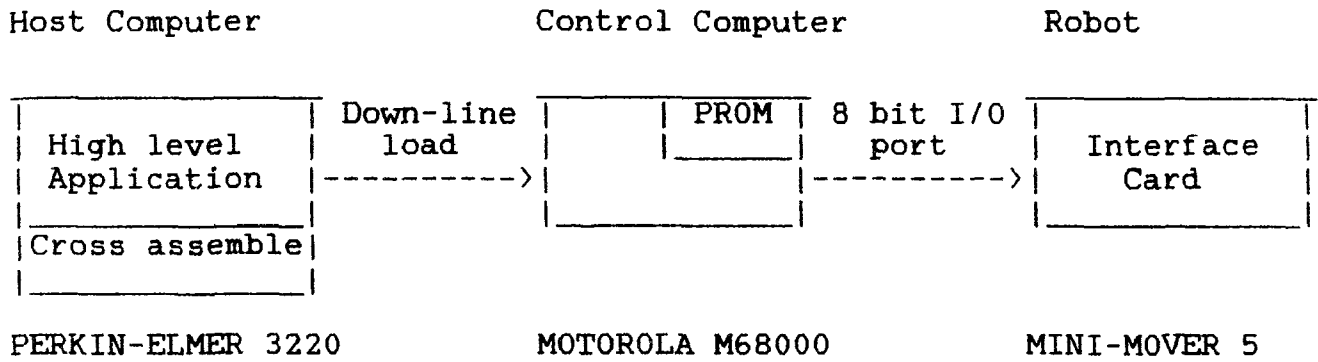 Host Computer Control Computer Robot
Down-line PROM 8 bit I/O
High level load port Interface
Application Card
Cross assemble
PERKIN-ELMER 3220 MOTOROLA M68000 MINI-MOVER 5